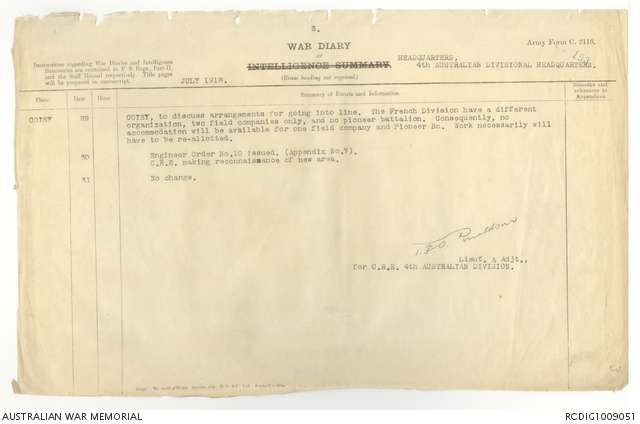 3.
WAR DIARY
or
INTELLIGENCE SUMMARY.
(Erase heading not required.)
Army Form C. 2118.
HEADQUARTERS,
4th AUSTRALIAN DIVISIONAL HEADQUARTERS.
Instructions regarding War Diaries and Intelligence
Summaries are contained in F. S. Regs., Part II.
and the Staff Manual respectively. Title pages
will be prepared in manuscript.
JULY 1918.
Place
Date
Hour
Summary of Events and Information
Remarks and
references to
Appendices
COISY
29
COISY, to discuss arrangements for going into line. The French Division have a different
organization, two field companies only, and no pioneer battalion. Consequently, no
accommodation will be available for one field company and Pioneer Bn. Work necessarily will
have to be re-allotted.
30
Engineer Order No.10 issued. (Appendix No.V).
C.R.E. making reconnaissance of new area.
31
No change.
Lieut. & Adjt.,
for C.R.E. 4th AUSTRALIAN DIVISION.
AUSTRALIAN WAR MEMORIAL
RCDIG1009051